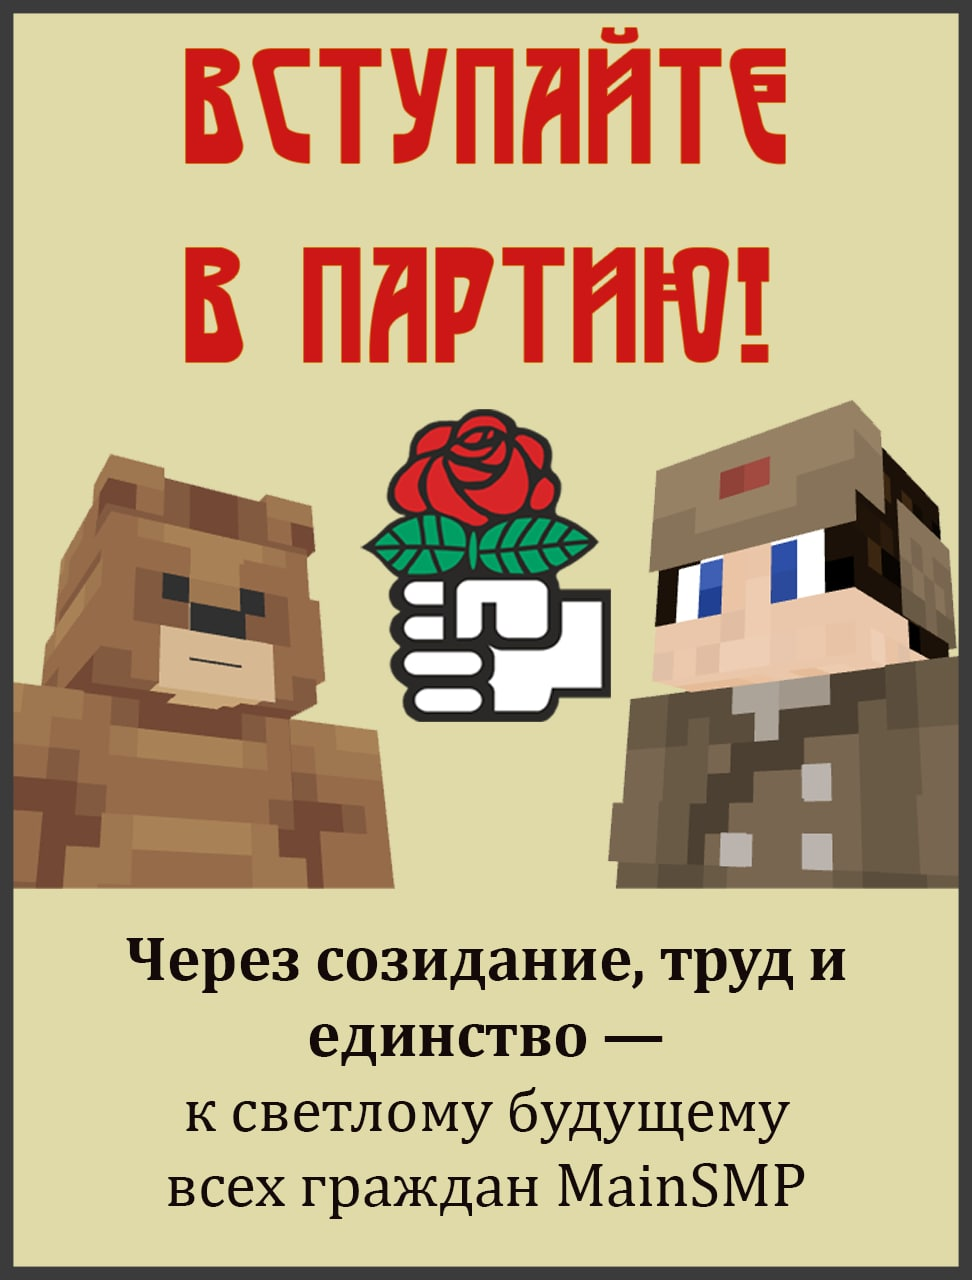 ВСТУПАЙТЕ
В ПАРТИЮ!
Через созидание, труд и
единство —
к светлому будущему
всех граждан MainSMP